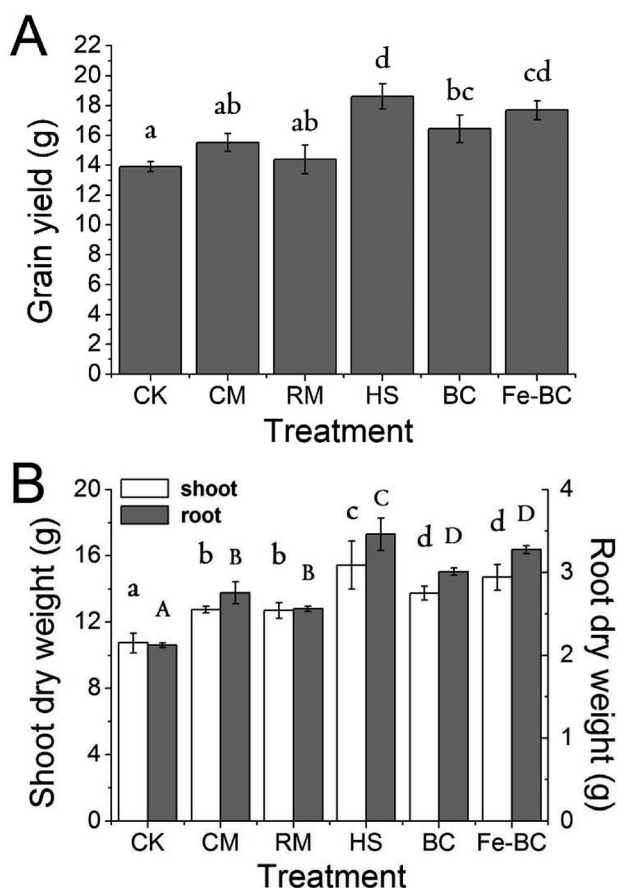 A
Grain yield (g)
22
20
18
16
14
12
10
8
6
4
2
0
a
ab
ab
d
bc
cd
CK CM RM HS BC Fe-BC
Treatment
B
shoot
root
Shoot dry weight (g)
20
16
12
8
4
0
a A
b B
b B
c C
d D
d D
Root dry weight (g)
4
3
2
1
0
CK CM RM HS BC Fe-BC
Treatment